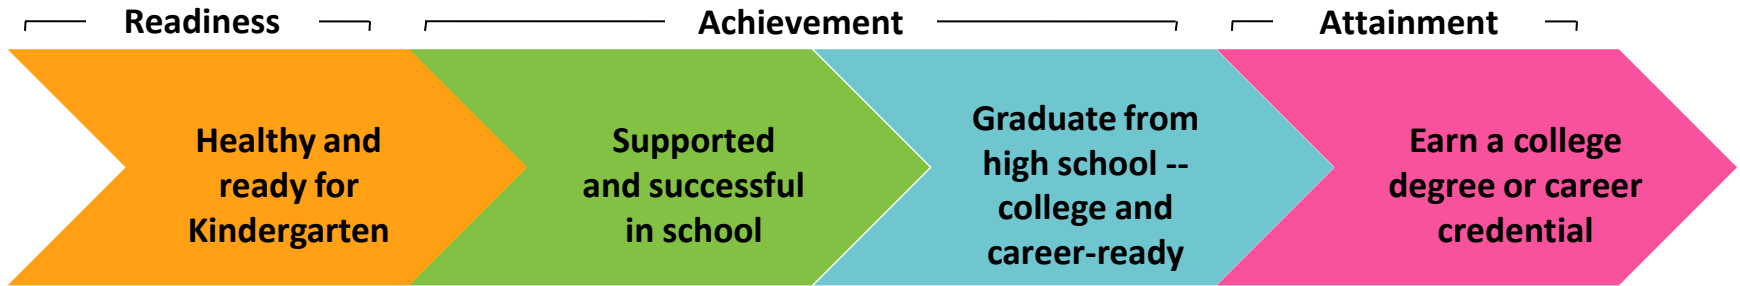 Readiness
Achievement
Attainment
Healthy and
ready for
Kindergarten
Supported
and successful
in school
Graduate from
high school --
college and
career-ready
Earn a college
degree or career
credential